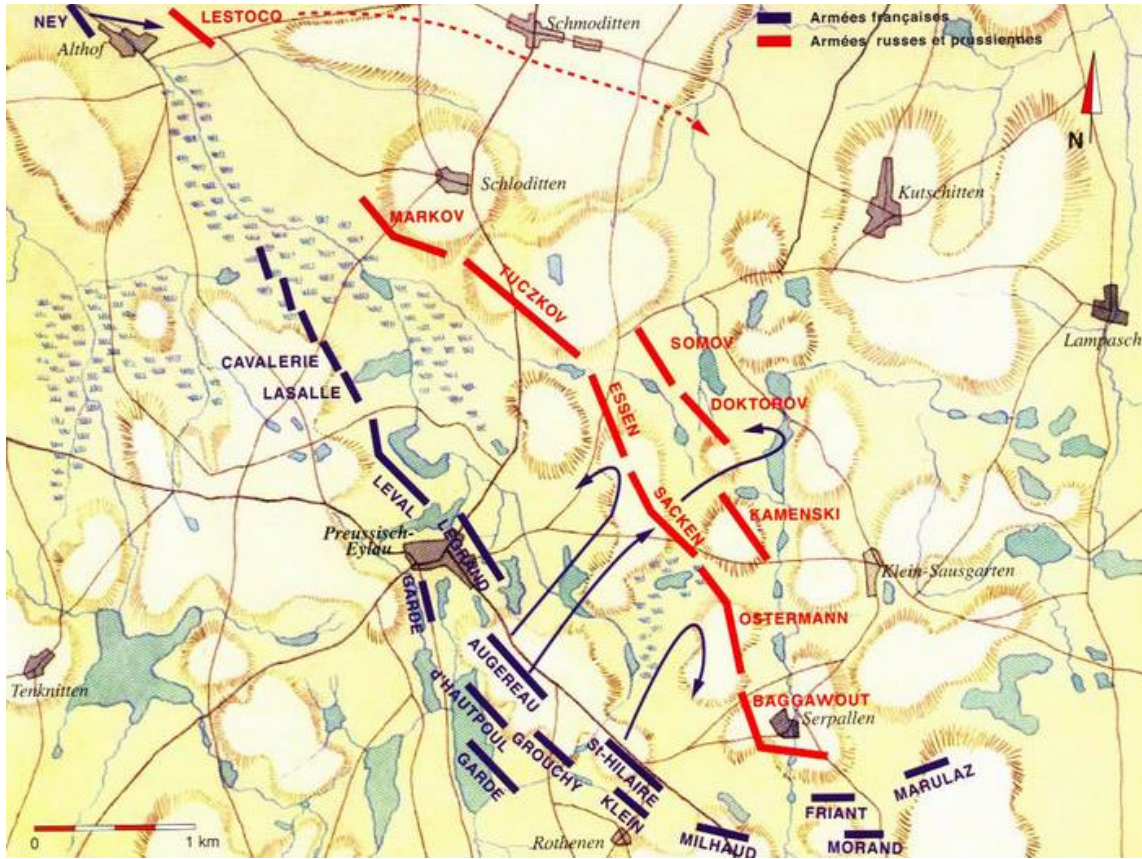 NEY
LESTOCQ
Schmoditten
Armées françaises
Armées russes et prussiennes
Althof
N
Schloditten
Kutschitten
MARKOV
TUCZKOV
Lampasch
SOMOV
CAVALERIE
LASALLE
ESSEN
DOKTOROV
LEVAL
SACKEN
KAMENSKI
Preussisch-
Eylau
LEGRAND
Klein-Sausgarten
GARDE
OSTERMANN
AUGEREAU
Tenknitten
d'HAUTPOUL
BAGGAWOUT
Serpallen
GROUCHY
St-HILAIRE
GARDE
KLEIN
MARULAZ
FRIANT
0
1 km
Rothenen
MILHAUD
MORAND